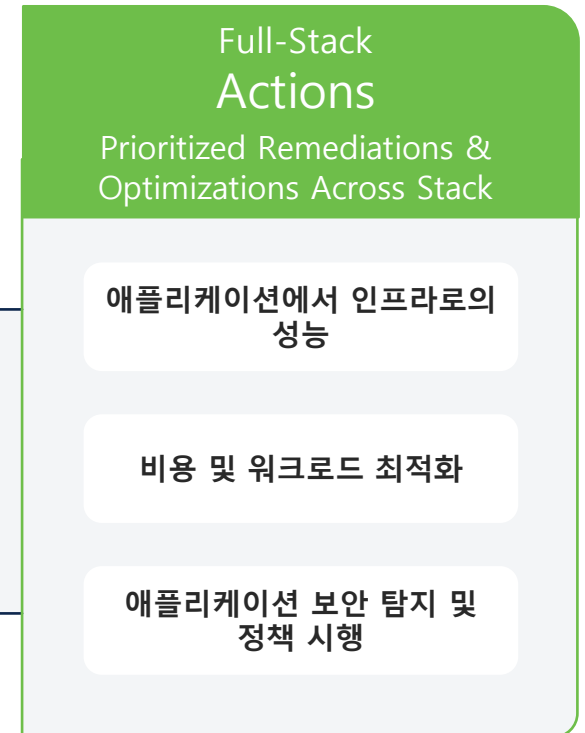 Full-Stack
Actions
Prioritized Remediations &
Optimizations Across Stack
애플리케이션에서 인프라로의
성능
비용 및 워크로드 최적화
애플리케이션 보안 탐지 및
정책 시행